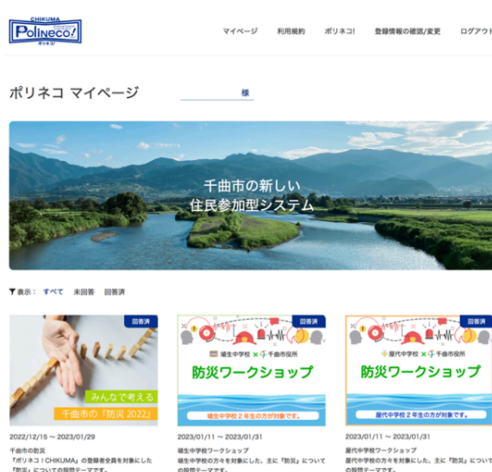 CHIKUMA
POLINECO!
ポリネコ!
マイページ
利用規約
ポリネコ!
登録情報の確認/変更
ログアウト
ポリネコ マイページ
様
千曲市の新しい
住民参加型システム
表示：
すべて
未回答
回答済
回答済
みんなで考える
千曲市の『防災 2022』
2022/12/15 ～ 2023/01/29
千曲市の防災
『ポリネコ！CHIKUMA』の登録者全員を対象にした
『防災』についての設問テーマです。
回答済
埴生中学校 × 千曲市役所
防災ワークショップ
埴生中学校 2 年生の方が対象です。
2023/01/11 ～ 2023/01/31
埴生中学校ワークショップ
埴生中学校の方々を対象にした、主に『防災』について
の設問テーマです。
回答済
屋代中学校 × 千曲市役所
防災ワークショップ
屋代中学校 2 年生の方が対象です。
2023/01/11 ～ 2023/01/31
屋代中学校ワークショップ
屋代中学校の方々を対象にした、主に『防災』について
の設問テーマです。